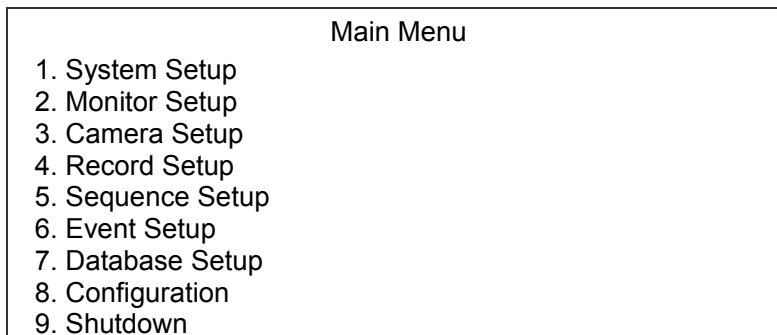 Main Menu
1. System Setup
2. Monitor Setup
3. Camera Setup
4. Record Setup
5. Sequence Setup
6. Event Setup
7. Database Setup
8. Configuration
9. Shutdown